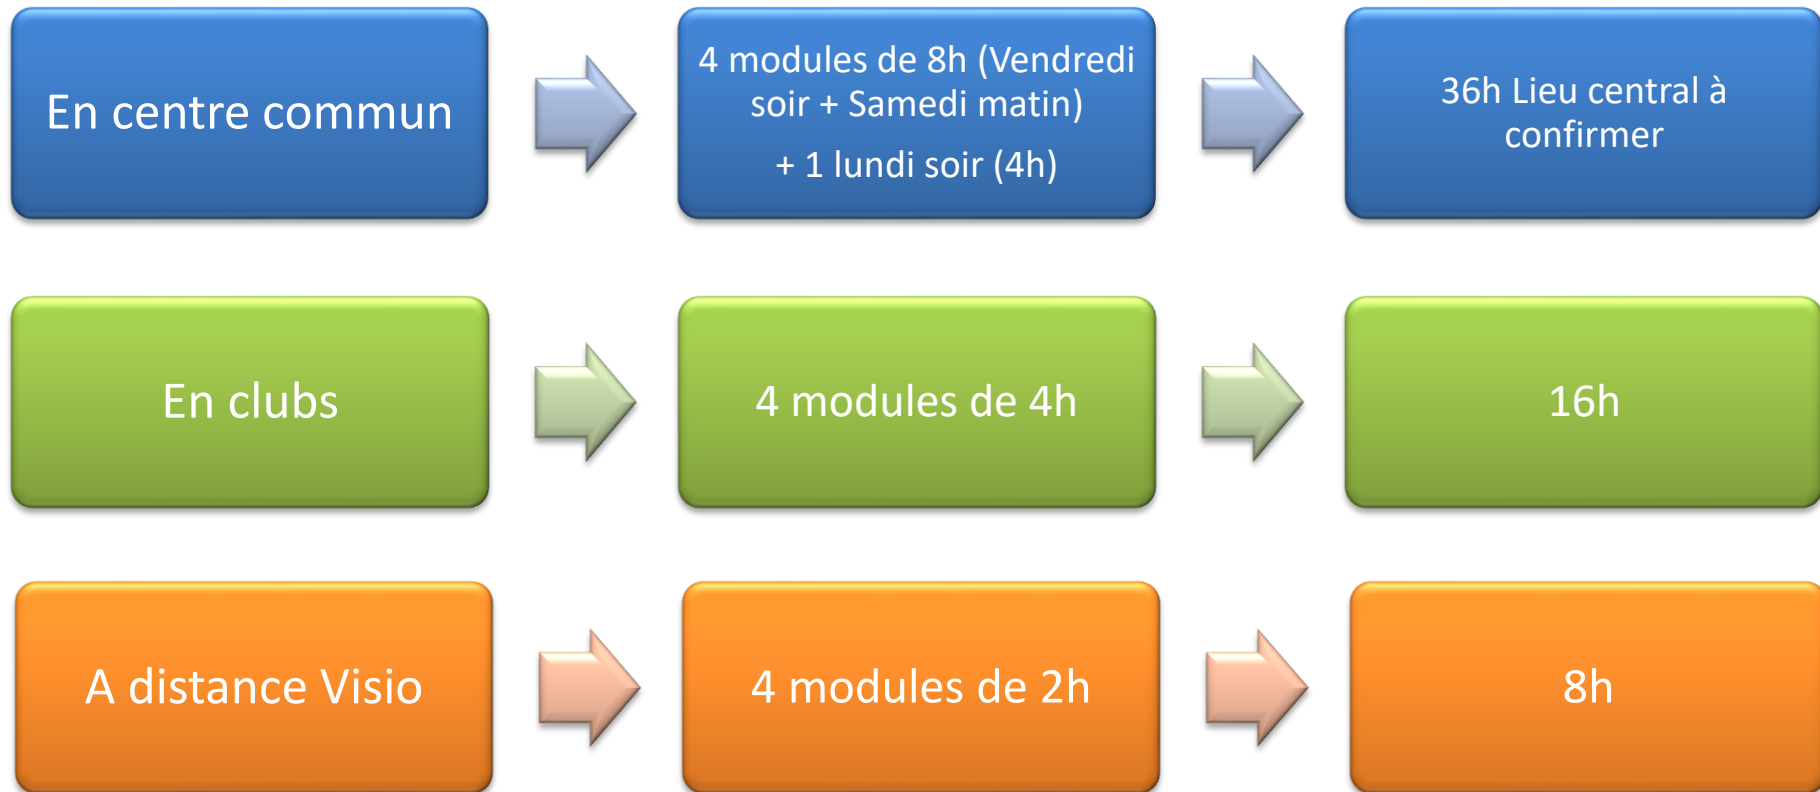 En centre commun
4 modules de 8h (Vendredi
soir + Samedi matin)
+ 1 lundi soir (4h)
36h Lieu central à
confirmer
En clubs
4 modules de 4h
16h
A distance Visio
4 modules de 2h
8h